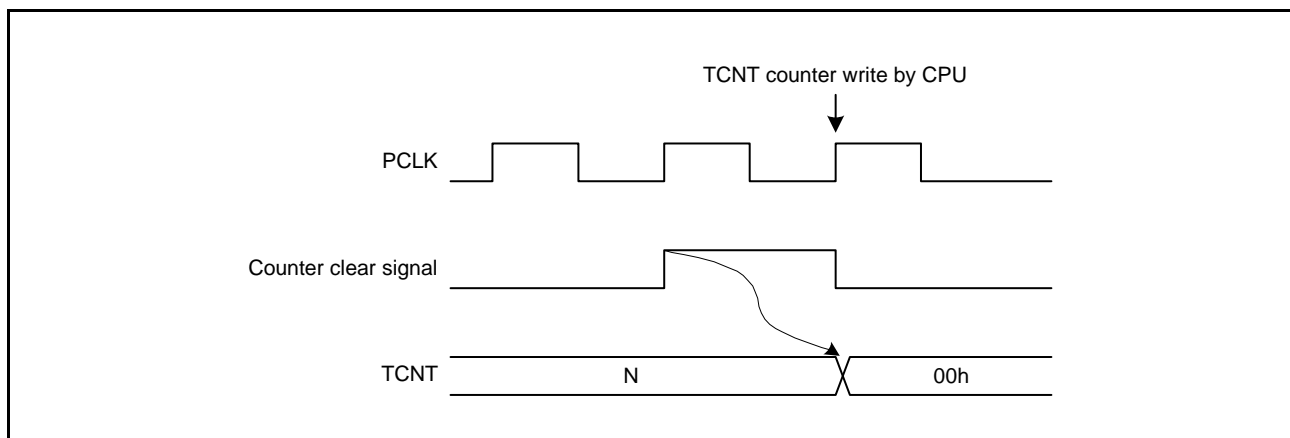 TCNT counter write by CPU
PCLK
Counter clear signal
TCNT
N
00h